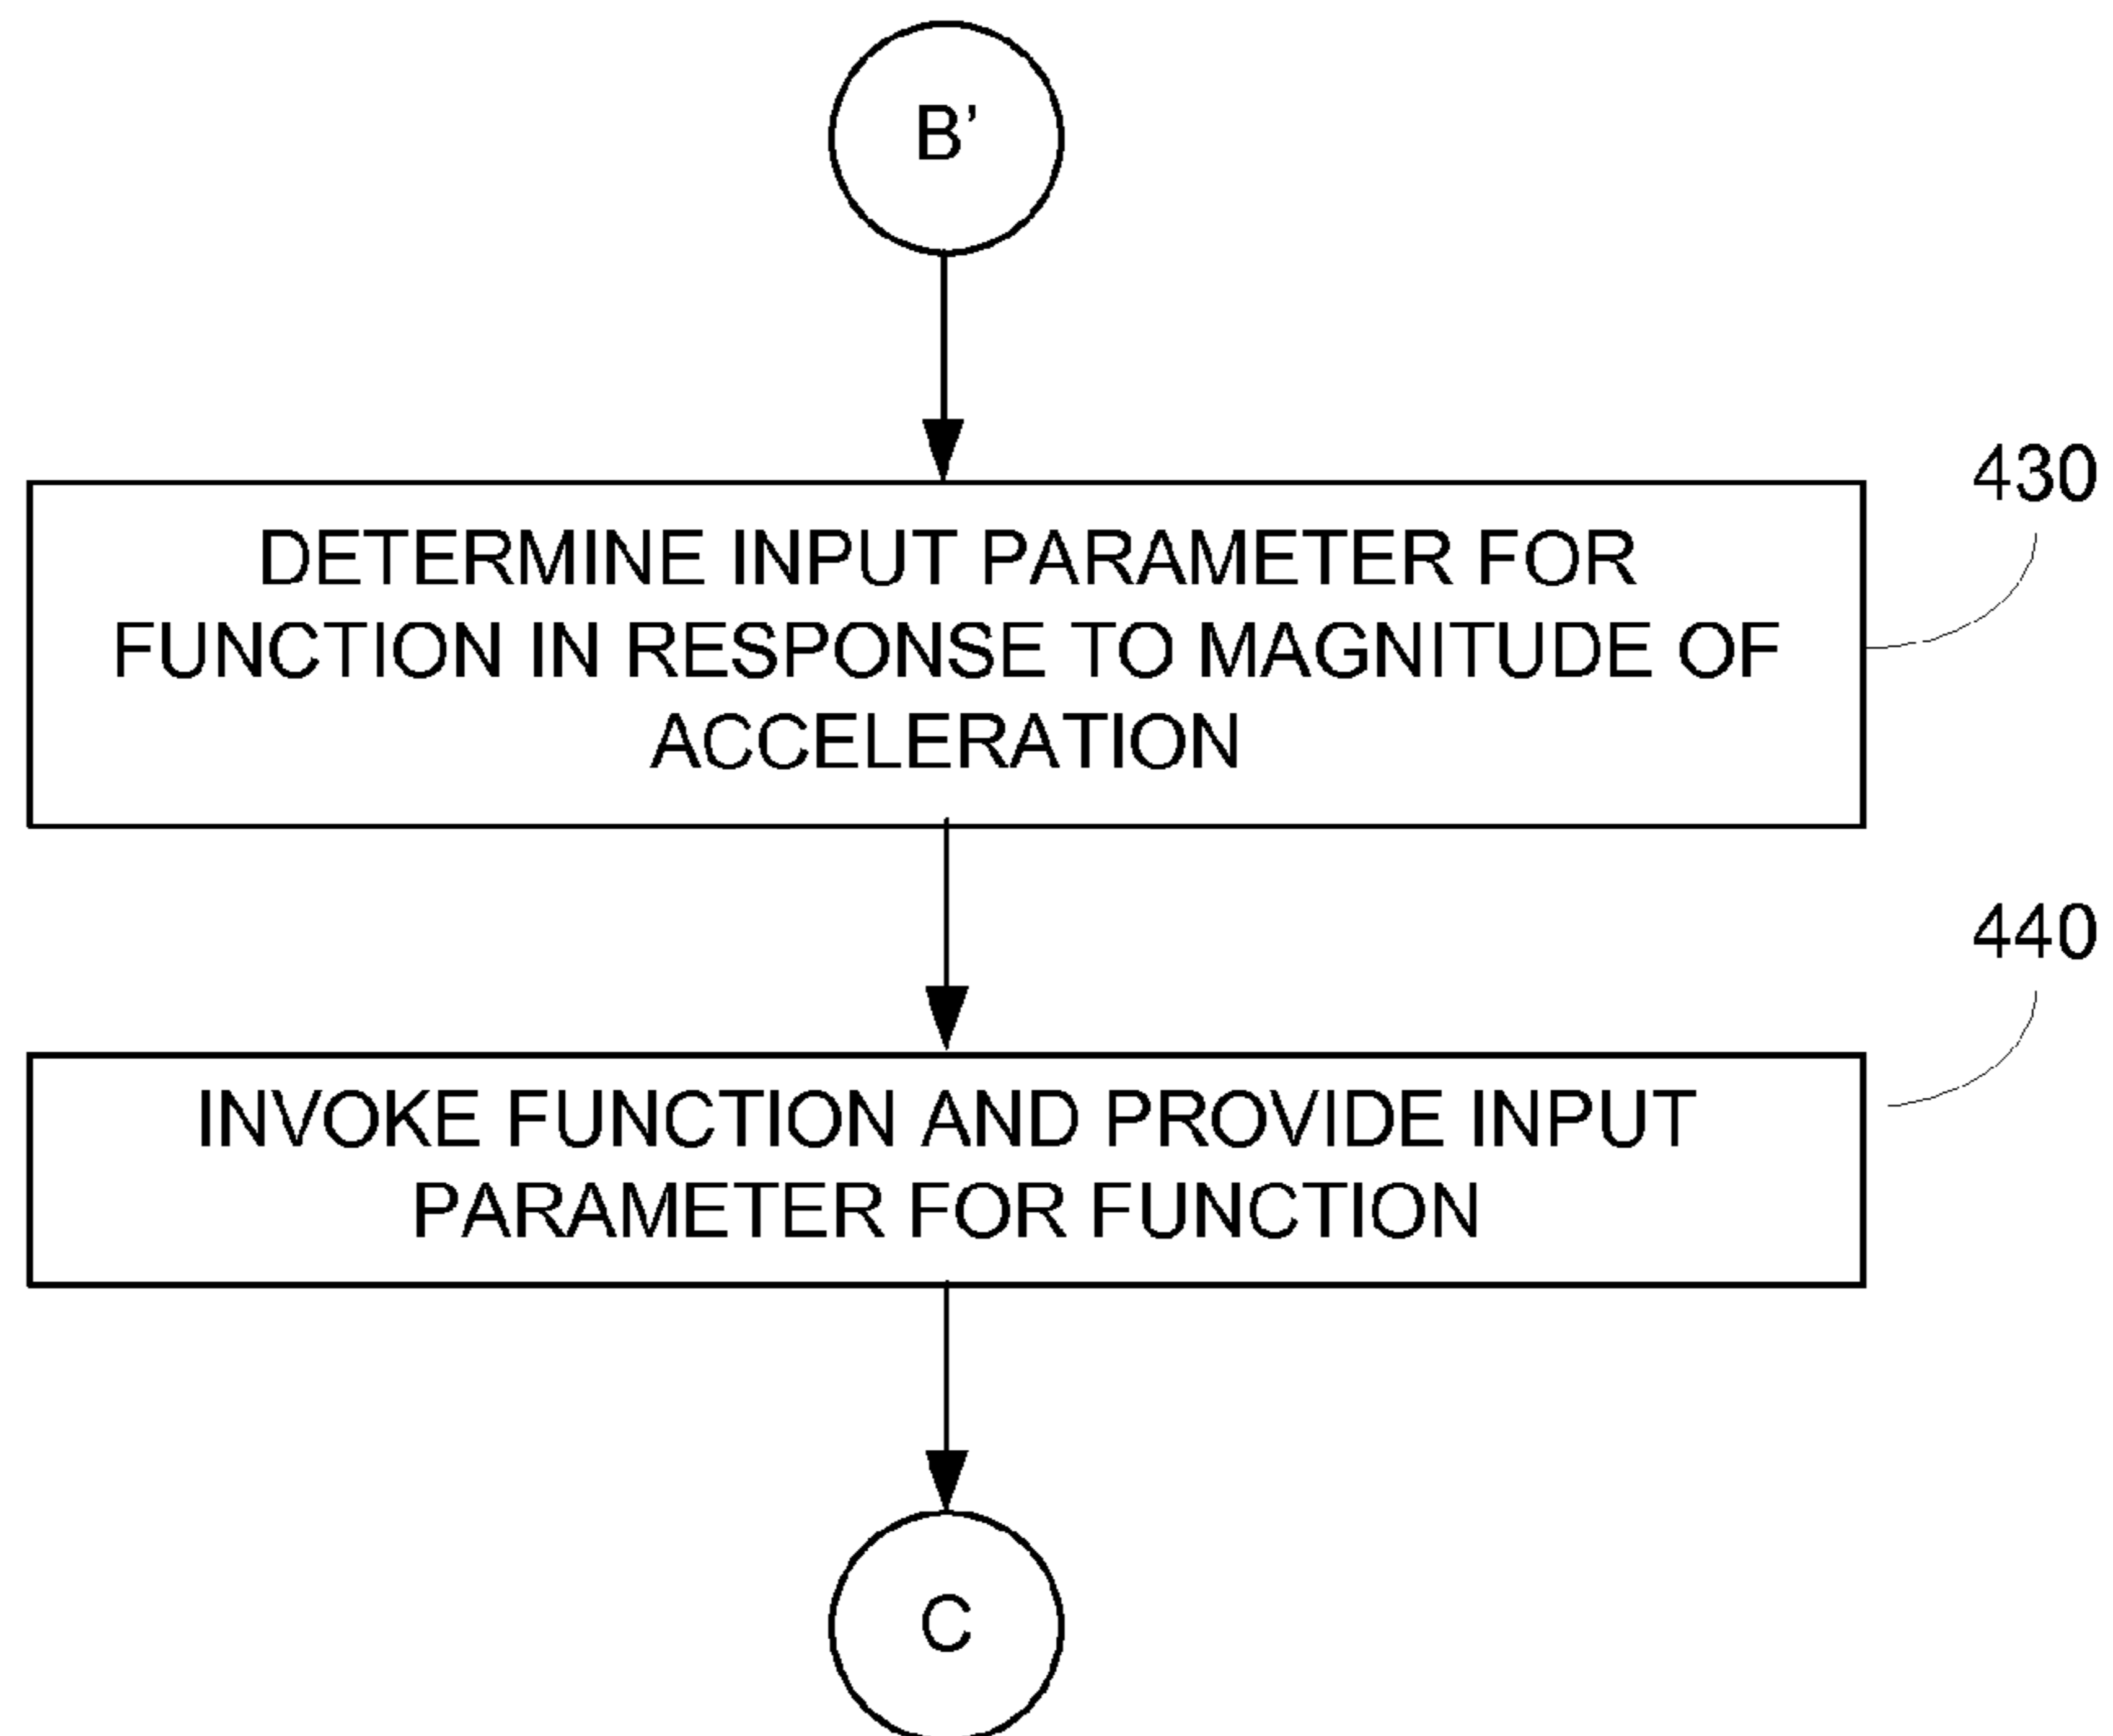 B’
430
DETERMINE INPUT PARAMETER FOR
FUNCTION IN RESPONSE TO MAGNITUDE OF
ACCELERATION
440
INVOKE FUNCTION AND PROVIDE INPUT
PARAMETER FOR FUNCTION
C